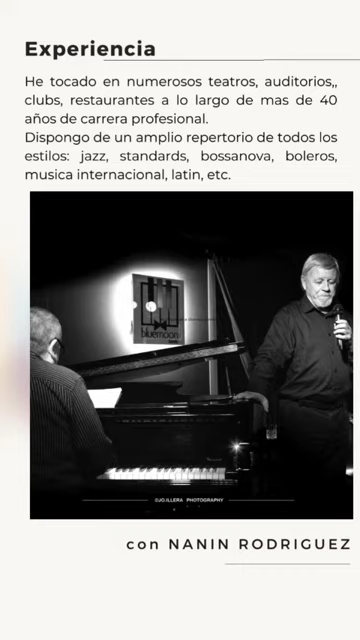 Experiencia
He tocado en numerosos teatros, auditorios,,
clubs, restaurantes a lo largo de mas de 40
años de carrera profesional.
Dispongo de un amplio repertorio de todos los
estilos: jazz, standards, bossanova, boleros,
musica internacional, latin, etc.
bluemoon
©JO.ILLERA PHOTOGRAPHY
con NANIN RODRIGUEZ